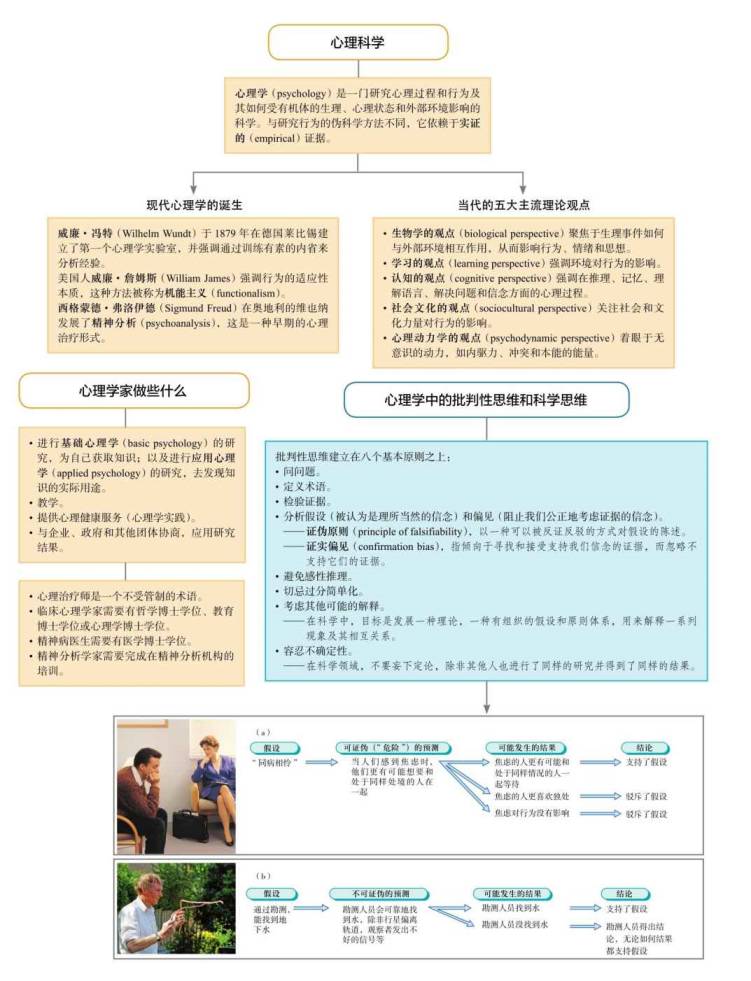 心理科学
心理学（psychology）是一门研究心理过程和行为及
其如何受有机体的生理、心理状态和外部环境影响的
科学。与研究行为的伪科学方法不同，它依赖于实证
的（empirical）证据。
现代心理学的诞生
威廉·冯特（Wilhelm Wundt）于 1879 年在德国莱比锡建
立了第一个心理学实验室，并强调通过训练有素的内省来
分析经验。
美国人威廉·詹姆斯（William James）强调行为的适应性
本质，这种方法被称为机能主义（functionalism）。
西格蒙德·弗洛伊德（Sigmund Freud）在奥地利的维也纳
发展了精神分析（psychoanalysis），这是一种早期的心理
治疗形式。
当代的五大主流理论观点
• 生物学的观点（biological perspective）聚焦于生理事件如何
与外部环境相互作用，从而影响行为、情绪和思想。
• 学习的观点（learning perspective）强调环境对行为的影响。
• 认知的观点（cognitive perspective）强调在推理、记忆、理
解语言、解决问题和信念方面的心理过程。
• 社会文化的观点（sociocultural perspective）关注社会和文
化力量对行为的影响。
• 心理动力学的观点（psychodynamic perspective）着眼于无
意识的动力，如内驱力、冲突和本能的能量。
心理学家做些什么
• 进行基础心理学（basic psychology）的研
究，为自己获取知识；以及进行应用心理
学（applied psychology）的研究，去发现知
识的实际用途。
• 教学。
• 提供心理健康服务（心理学实践）。
• 与企业、政府和其他团体协商，应用研究
结果。
• 心理治疗师是一个不受管制的术语。
• 临床心理学家需要有哲学博士学位、教育
博士学位或心理学博士学位。
• 精神病医生需要有医学博士学位。
• 精神分析学家需要完成在精神分析机构的
培训。
心理学中的批判性思维和科学思维
批判性思维建立在八个基本原则之上：
• 问问题。
• 定义术语。
• 检验证据。
• 分析假设（被认为是理所当然的信念）和偏见（阻止我们公正地考虑证据的信念）。
——证伪原则（principle of falsifiability），以一种可以被反证反驳的方式对假设的陈述。
——证实偏见（confirmation bias），指倾向于寻找和接受支持我们信念的证据，而忽略不
支持它们的证据。
• 避免感性推理。
• 切忌过分简单化。
• 考虑其他可能的解释。
——在科学中，目标是发展一种理论，一种有组织的假设和原则体系，用来解释一系列
现象及其相互关系。
• 容忍不确定性。
——在科学领域，不要妄下定论，除非其他人也进行了同样的研究并得到了同样的结果。
（a）
假设
“同病相怜”
可证伪（“危险”）的预测
当人们感到焦虑时，
他们更有可能想要和
处于同样处境的人在
一起
可能发生的结果
焦虑的人更有可能和
处于同样情况的人一
起等待
焦虑的人更喜欢独处
焦虑对行为没有影响
结论
支持了假设
驳斥了假设
驳斥了假设
（b）
假设
通过勘测，
能找到地
下水
不可证伪的预测
勘测人员会可靠地找
到水，除非行星偏离
轨道，观察者发出不
好的信号等
可能发生的结果
勘测人员找到水
勘测人员没找到水
结论
支持了假设
勘测人员得出结
论，无论如何结果
都支持假设